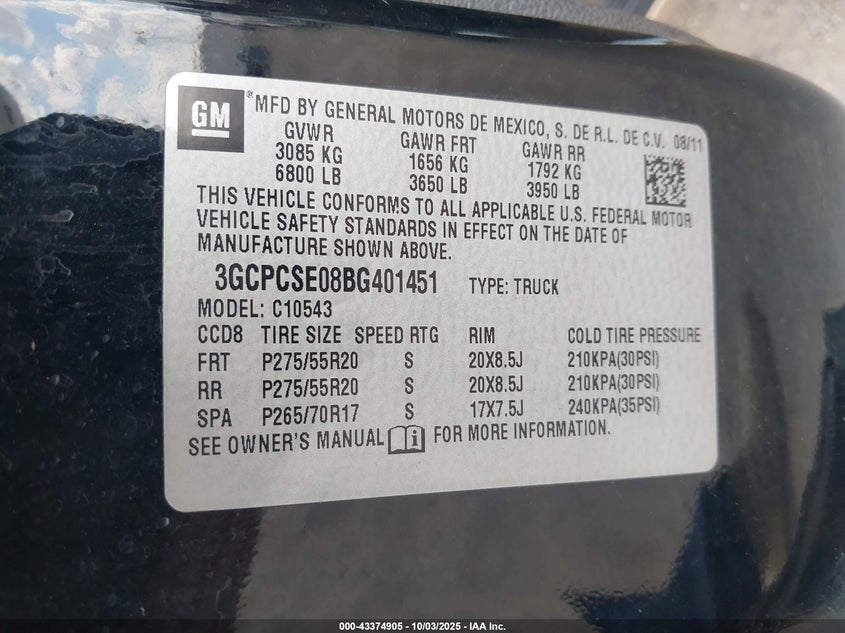 GM
® MFD BY GENERAL MOTORS DE MEXICO, S. DE R.L. DE C.V. 08/11
GVWR GAWR FRT GAWR RR
3085 KG 1656 KG 1792 KG
6800 LB 3650 LB 3950 LB
THIS VEHICLE CONFORMS TO ALL APPLICABLE U.S. FEDERAL MOTOR
VEHICLE SAFETY STANDARDS IN EFFECT ON THE DATE OF
MANUFACTURE SHOWN ABOVE.
3GCPCSE08BG401451 TYPE: TRUCK
MODEL: C10543
CCD8 TIRE SIZE SPEED RTG RIM COLD TIRE PRESSURE
FRT P275/55R20 S 20X8.5J 210KPA(30PSI)
RR P275/55R20 S 20X8.5J 210KPA(30PSI)
SPA P265/70R17 S 17X7.5J 240KPA(35PSI)
SEE OWNER'S MANUAL i FOR MORE INFORMATION.
000-43374905 - 10/03/2025 - IAA Inc.